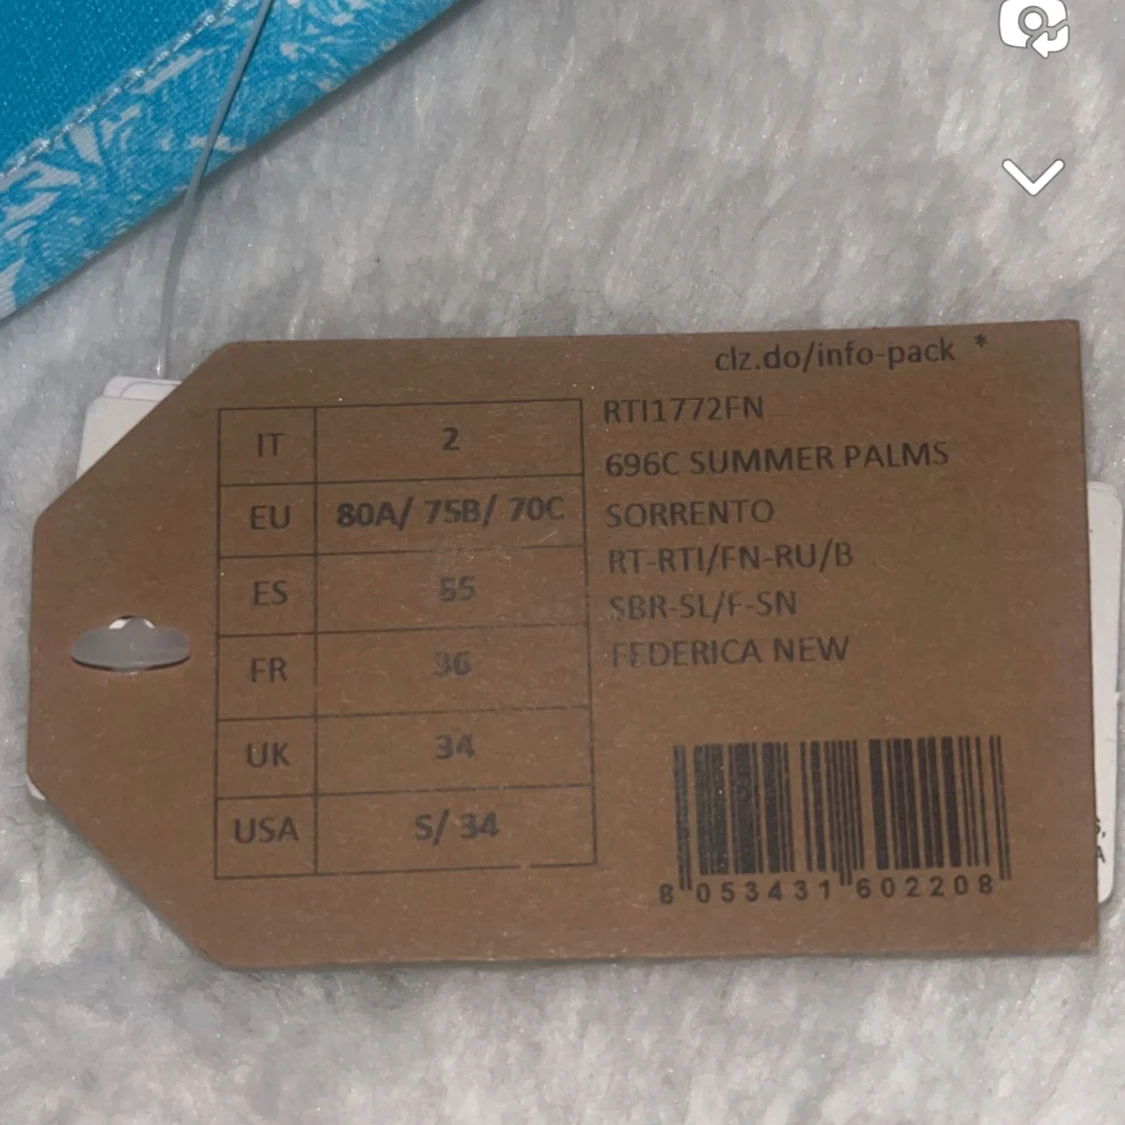 clz.do/info-pack *
IT 2
EU 80A/ 75B/ 70C
ES 85
FR 36
UK 34
USA S/ 34
RTI1772FN
696C SUMMER PALMS
SORRENTO
RT-RTI/FN-RU/B
SBR-SL/F-SN
FEDERICA NEW
8 053431 602208